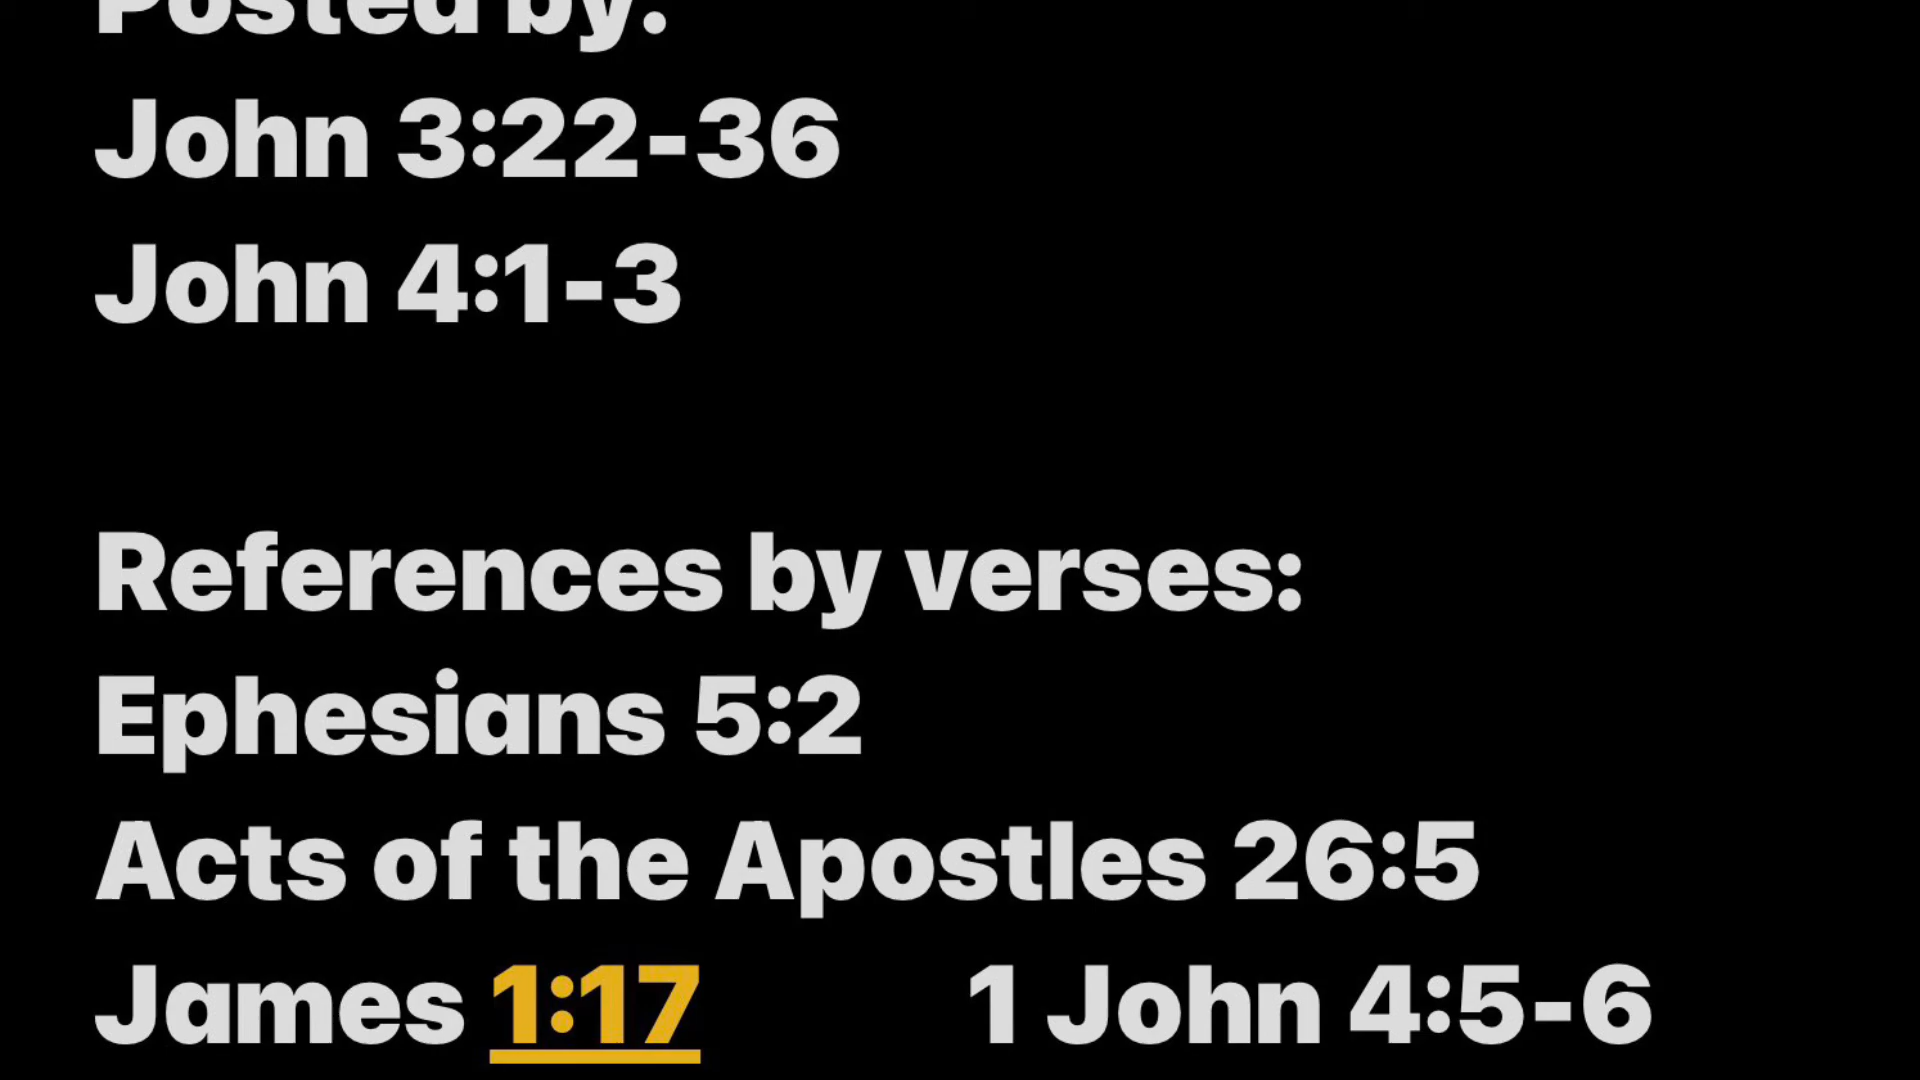 Posted by:
John 3:22-36
John 4:1-3
References by verses:
Ephesians 5:2
Acts of the Apostles 26:5
James 1:17 1 John 4:5-6